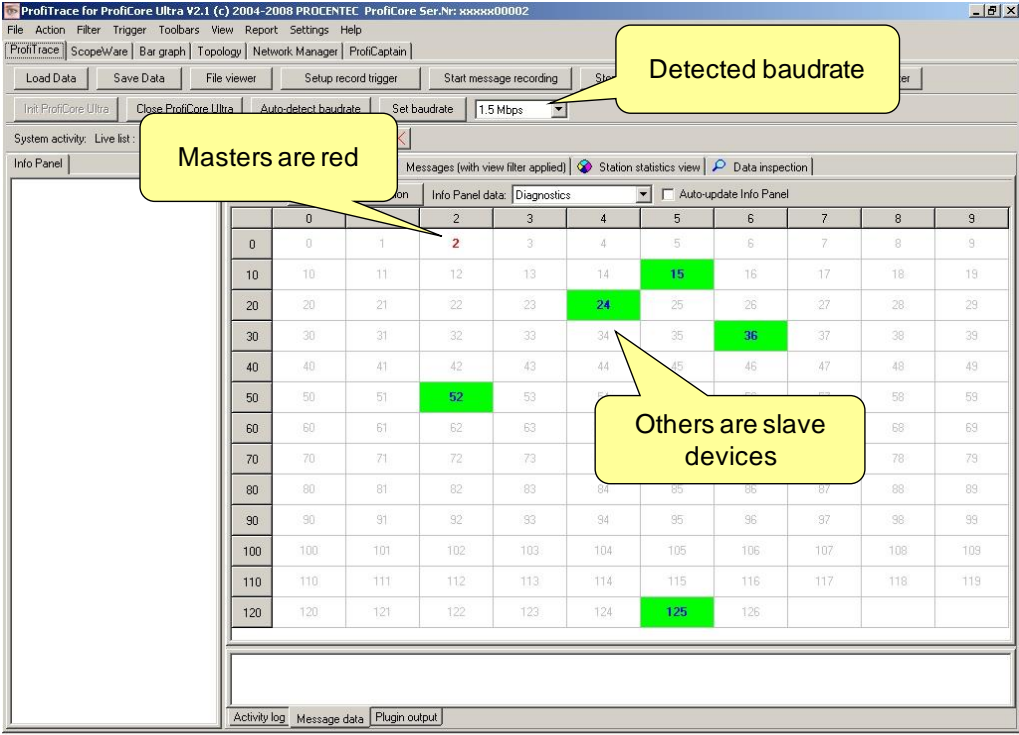 ProfiTrace for ProfiCore Ultra V2.1 (c) 2004-2008 PROCENTEC ProfiCore Ser.Nr: xxxxx00002
File Action Filter Trigger Toolbars View Report Settings Help
ProfiTrace ScopeWare Bar graph Topology Network Manager ProfiCaptain
Load Data Save Data File viewer Setup record trigger Start message recording
Detected baudrate
Init ProfiCore Ultra Close ProfiCore Ultra Auto-detect baudrate Set baudrate 1.5 Mbps
System activity: Live list :
Masters are red
Info Panel Messages (with view filter applied) Station statistics view Data inspection
Info Panel data: Diagnostics Auto-update Info Panel
0 2 3 4 5 6 7 8 9
0 0 1 2 3 4 5 6 7 8 9
10 10 11 12 13 14 15 16 17 18 19
20 20 21 22 23 24 25 26 27 28 29
30 30 31 32 33 34 35 36 37 38 39
40 40 41 42 43 44 45 46 47 48 49
50 50 51 52 53 58 59
60 60 61 62 63 68 69
Others are slave
devices
70 70 71 72 73 78 79
80 80 81 82 83 84 85 86 87 88 89
90 90 91 92 93 94 95 96 97 98 99
100 100 101 102 103 104 105 106 107 108 109
110 110 111 112 113 114 115 116 117 118 119
120 120 121 122 123 124 125 126
Activity log Message data Plugin output